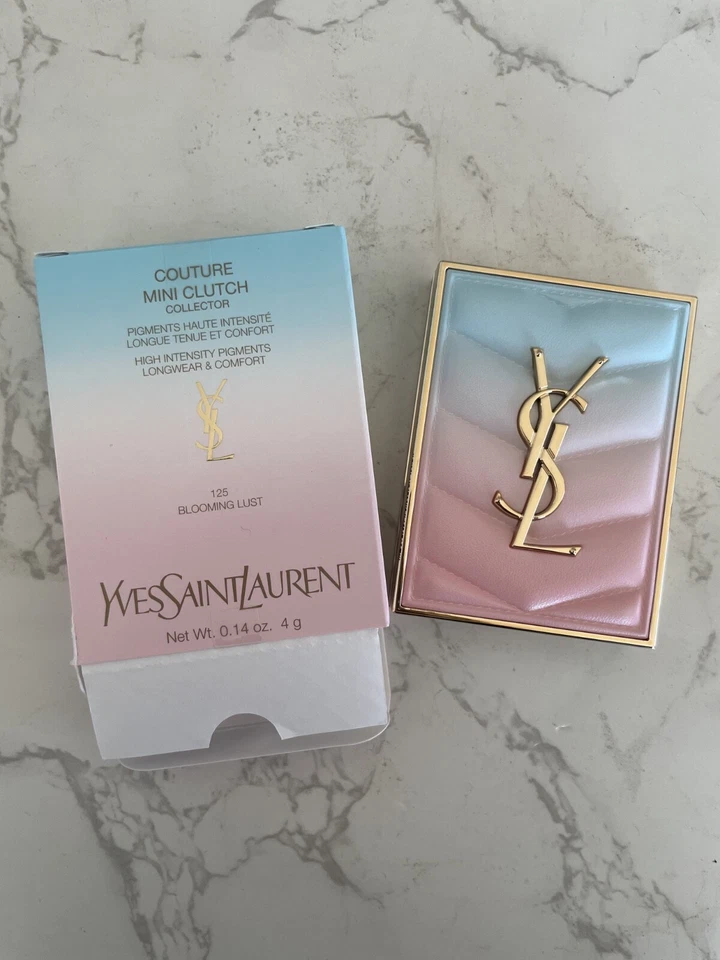 COUTURE
MINI CLUTCH
COLLECTOR
PIGMENTS HAUTE INTENSITÉ
LONGUE TENUE ET CONFORT
HIGH INTENSITY PIGMENTS
LONGWEAR & COMFORT
YSL
125
BLOOMING LUST
YVESSAINTLAURENT
Net Wt. 0.14 oz. 4 g
YSL